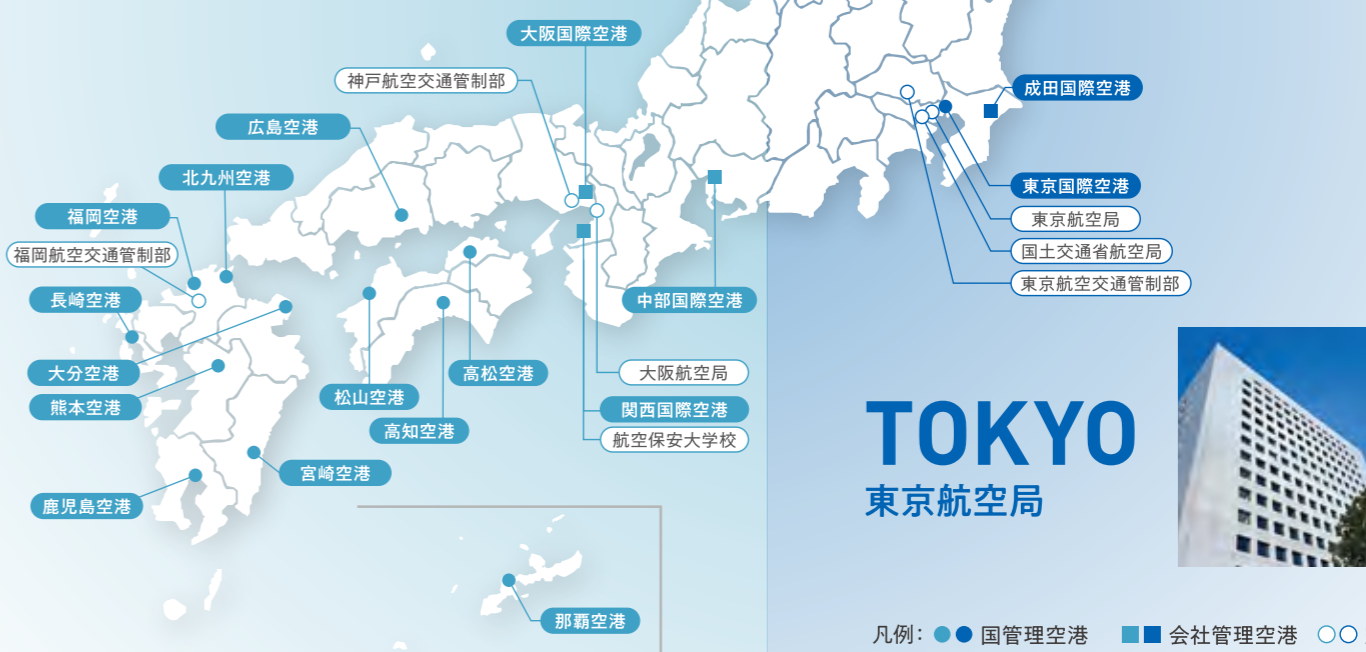 大阪国際空港
神戸航空交通管制部
広島空港
北九州空港
福岡空港
福岡航空交通管制部
長崎空港
大分空港
熊本空港
鹿児島空港
宮崎空港
松山空港
高知空港
高松空港
中部国際空港
大阪航空局
関西国際空港
航空保安大学校
那覇空港
成田国際空港
東京国際空港
東京航空局
国土交通省航空局
東京航空交通管制部
TOKYO
東京航空局
凡例: ●● 国管理空港 ■■ 会社管理空港 ○○